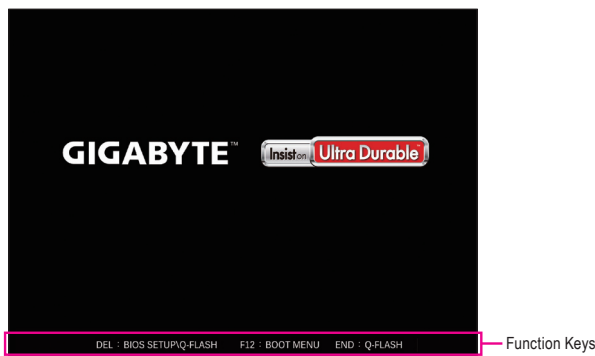 GIGABYTE™
Insist on Ultra Durable™
DEL : BIOS SETUP\Q-FLASH F12 : BOOT MENU END : Q-FLASH
Function Keys